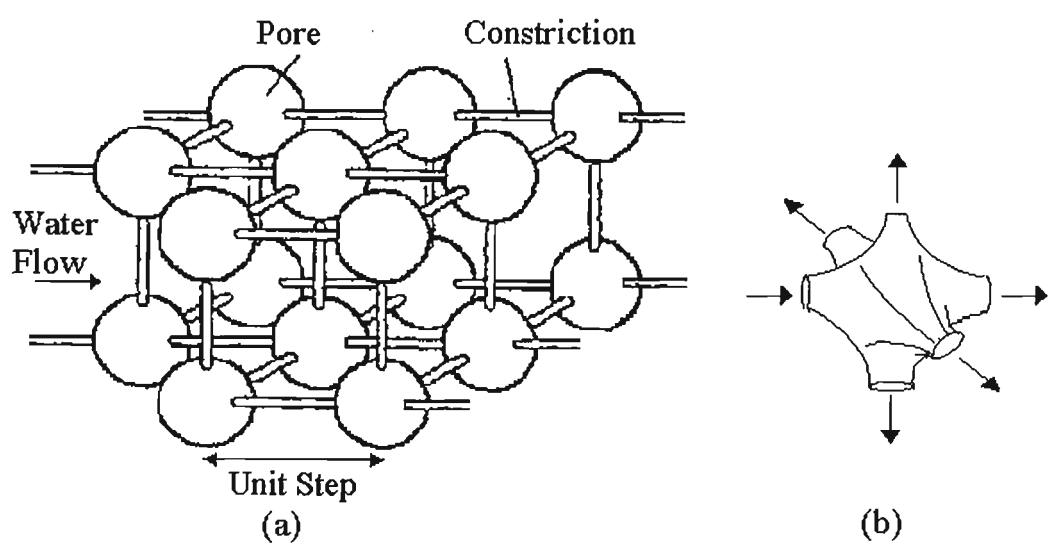 Pore
Constriction
Water
Flow
Unit Step
(a)
(b)